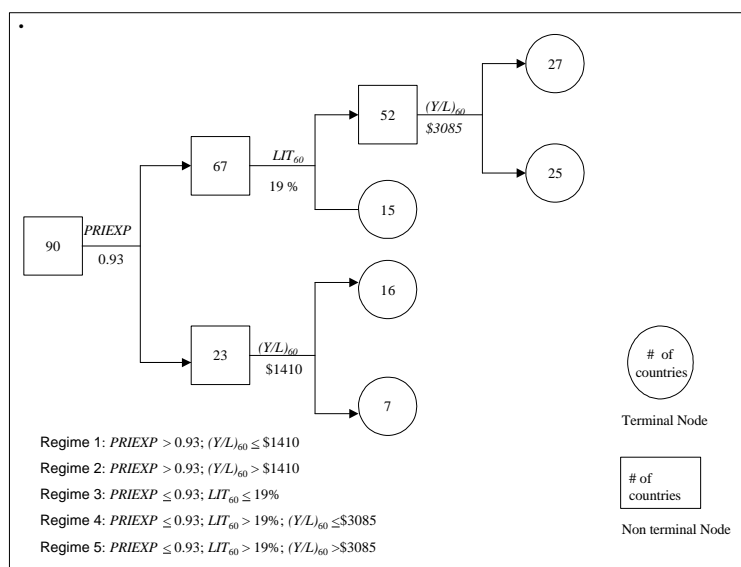 27
52
(Y/L)60
$3085
67
LIT60
19 %
25
15
90
PRIEXP
0.93
16
23
(Y/L)60
$1410
7
# of
countries
Terminal Node
Regime 1: PRIEXP > 0.93; (Y/L)60 ≤ $1410
Regime 2: PRIEXP > 0.93; (Y/L)60 > $1410
Regime 3: PRIEXP ≤ 0.93; LIT60 ≤ 19%
Regime 4: PRIEXP ≤ 0.93; LIT60 > 19%; (Y/L)60 ≤$3085
Regime 5: PRIEXP ≤ 0.93; LIT60 > 19%; (Y/L)60 >$3085
# of
countries
Non terminal Node